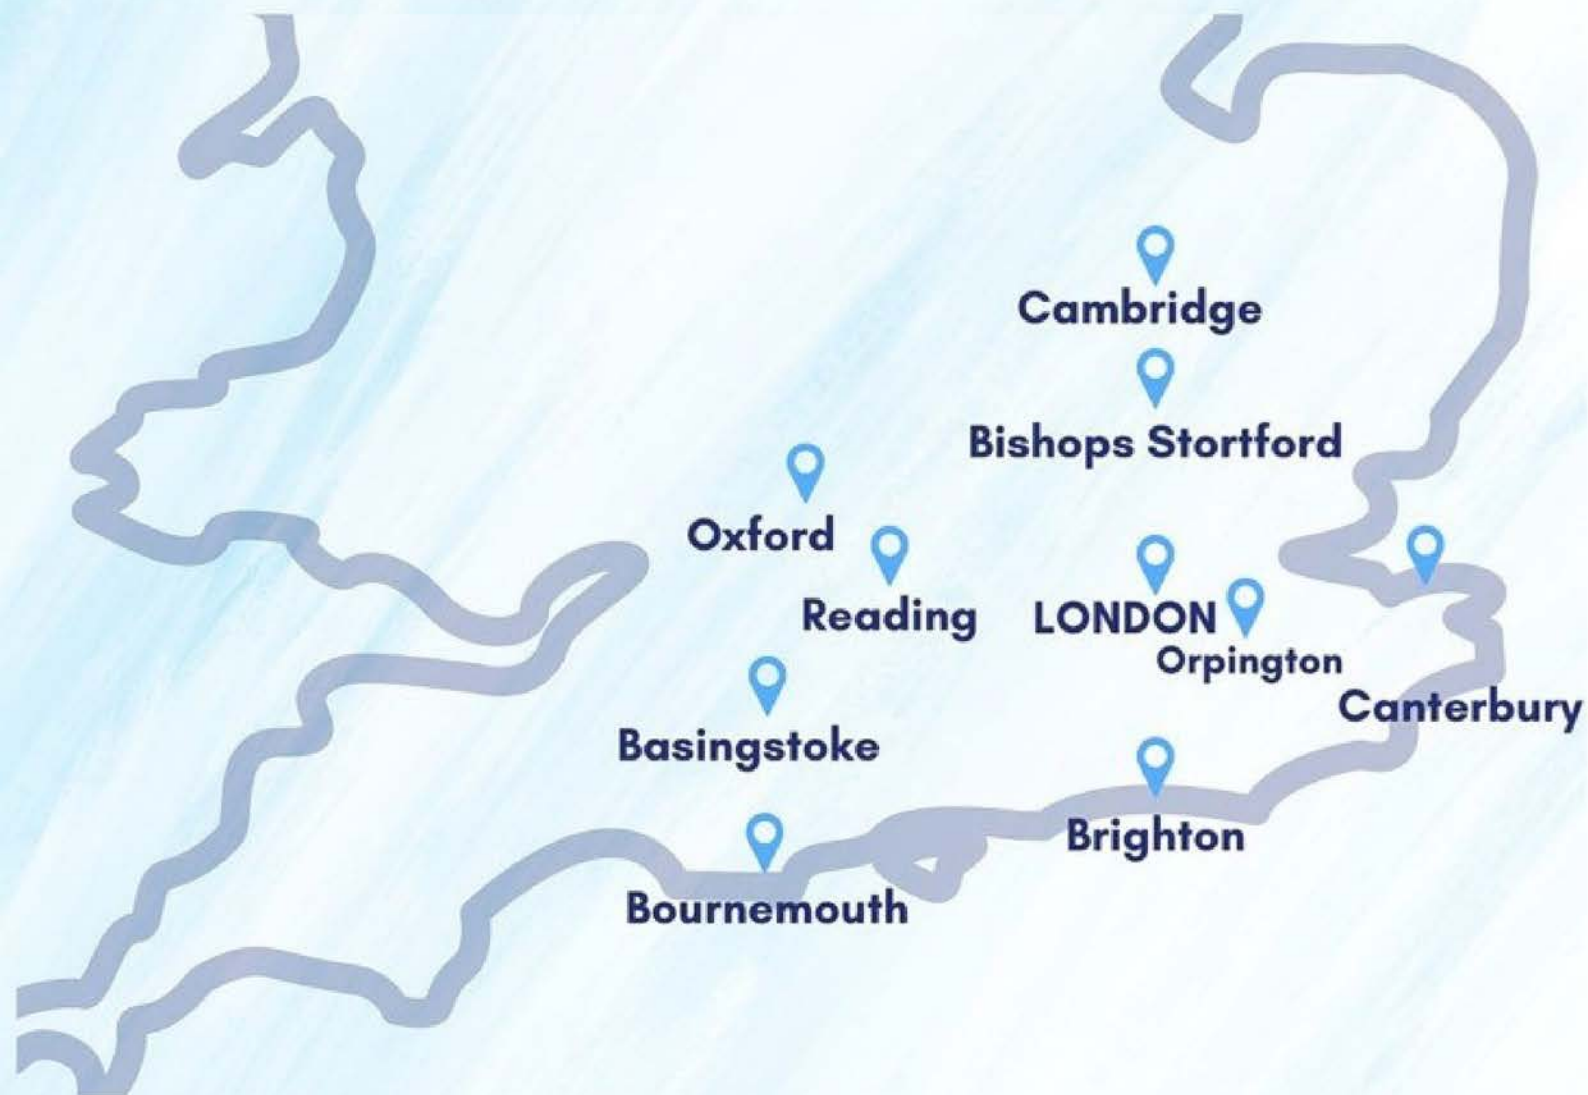 Cambridge
Bishops Stortford
Oxford
Reading
LONDON
Orpington
Canterbury
Basingstoke
Brighton
Bournemouth